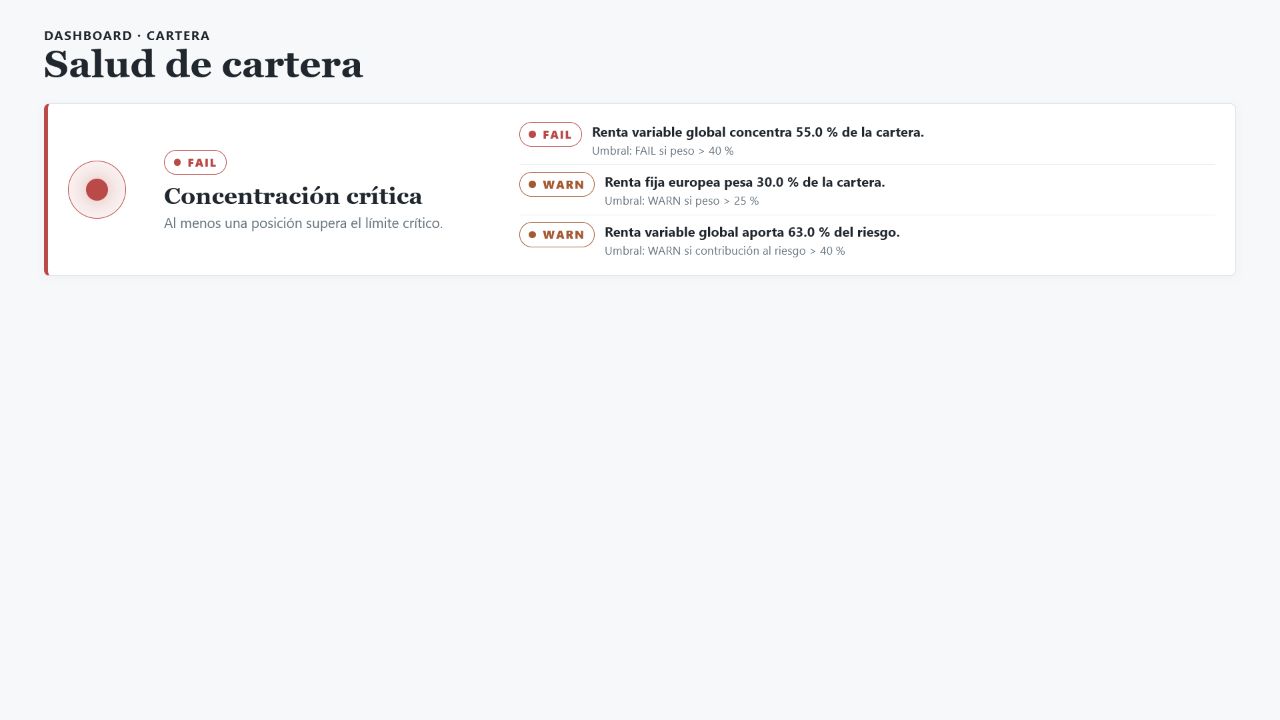 DASHBOARD · CARTERA
Salud de cartera
FAIL
Concentración crítica
Al menos una posición supera el límite crítico.
FAIL
Renta variable global concentra 55.0 % de la cartera.
Umbral: FAIL si peso > 40 %
WARN
Renta fija europea pesa 30.0 % de la cartera.
Umbral: WARN si peso > 25 %
WARN
Renta variable global aporta 63.0 % del riesgo.
Umbral: WARN si contribución al riesgo > 40 %